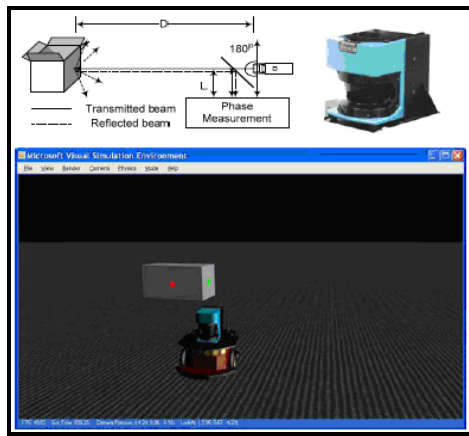 D
180°
L
Transmitted beam
Reflected beam
Phase
Measurement
Microsoft Visual Simulation Environment
File View Render Camera Physics Mode Help